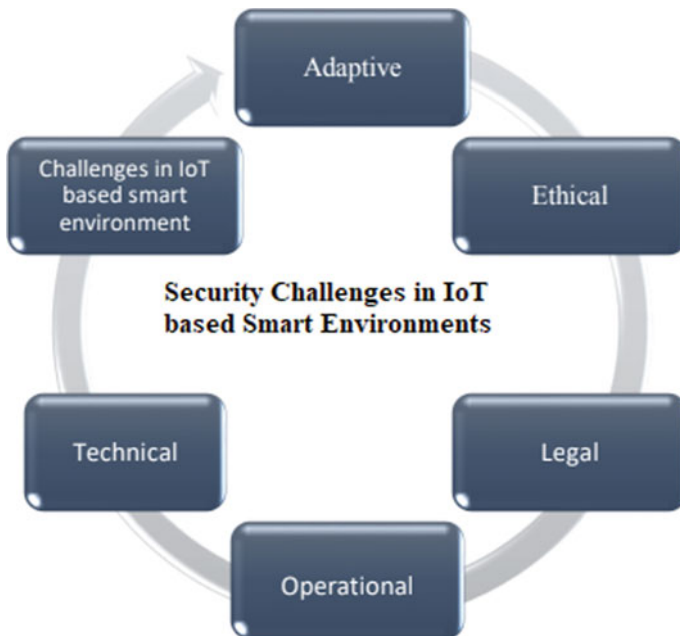 Adaptive
Challenges in IoT
based smart
environment
Ethical
Security Challenges in IoT
based Smart Environments
Technical
Legal
Operational